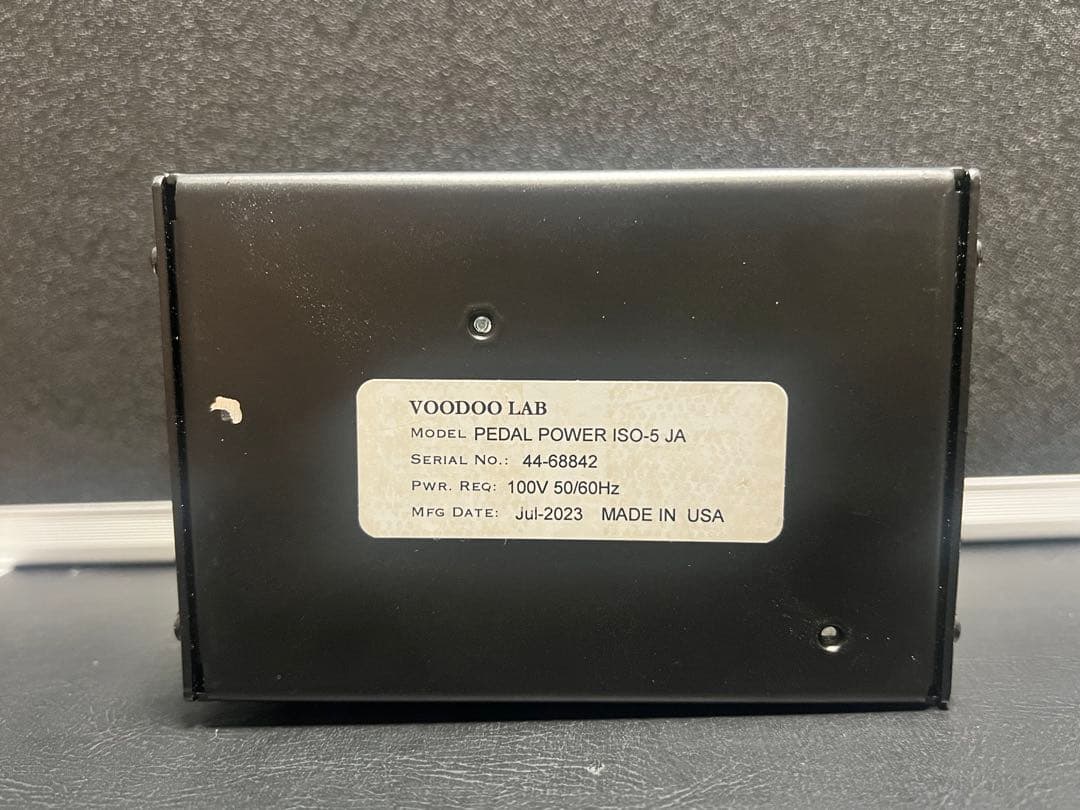 VOODOO LAB
MODEL PEDAL POWER ISO-5 JA
SERIAL NO.: 44-68842
PWR. REQ: 100V 50/60Hz
MFG DATE: Jul-2023 MADE IN USA